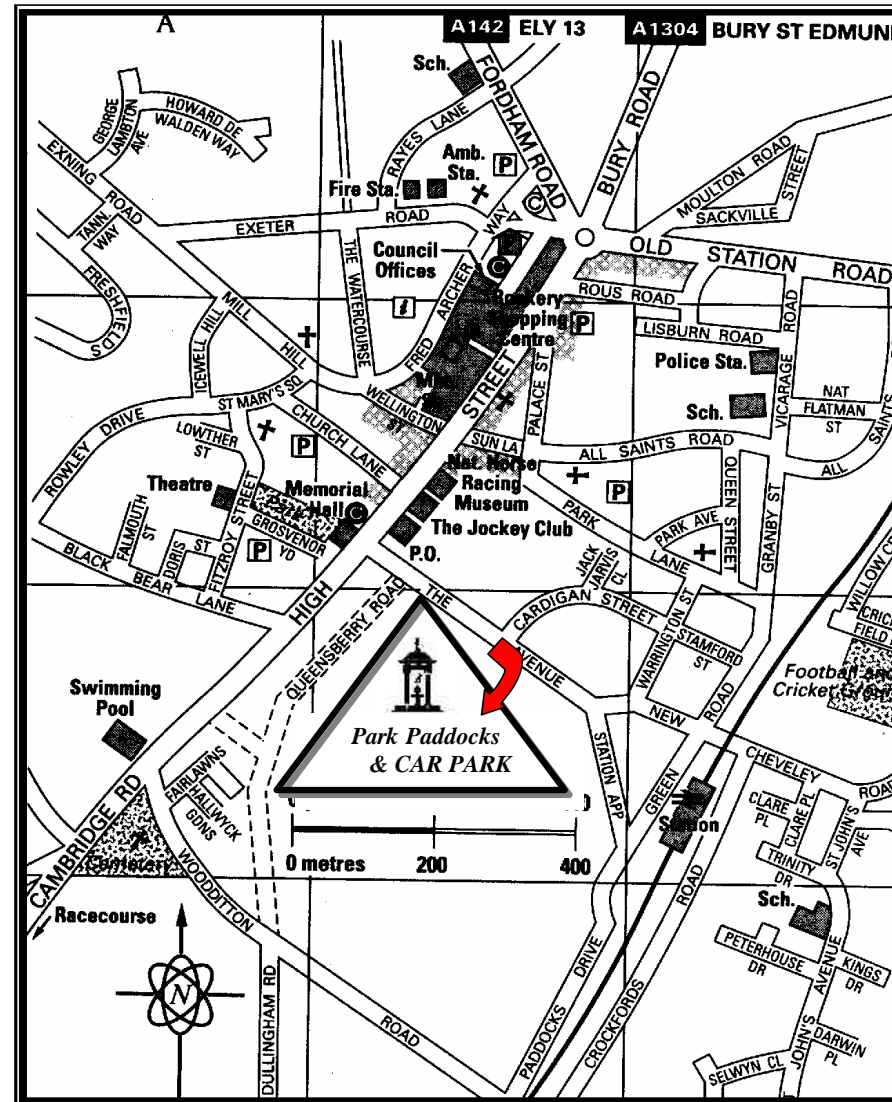 A
A142 ELY 13
A1304 BURY ST EDMUN
Sch.
FORDHAM ROAD
BURY ROAD
GEORGE LAMBTON AVE
HOWARD DE WALDEN WAY
RAYES LANE
Amb. Sta.
P
Fire Sta.
MOULTON ROAD
SACKVILLE STREET
EXNING ROAD
TANN. WAY
EXETER ROAD
THE WATERCOURSE
Council Offices
C
FRED ARCHER WAY
OLD STATION ROAD
FRESHFIELDS
MILL HILL
ICEWELL HILL
i
Rookery Shopping Centre
P
ROUS ROAD
LISBURN ROAD
VICARAGE ROAD
Police Sta.
Sch.
NAT FLATMAN ST
ALL SAINTS
ROWLEY DRIVE
ST MARY'S SQ
LOWTHER ST
CHURCH LANE
P
WELLINGTON ST
HIGH STREET
PALACE ST
SUN LA
ALL SAINTS ROAD
QUEEN STREET
GRANBY ST
Theatre
Memorial Hall
C
Nat. Horse Racing Museum
The Jockey Club
P.O.
P
PARK LANE
PARK AVE
FALMOUTH ST
DORIS ST
FITZROY STREET
GROSVENOR YD
P
BLACK BEAR LANE
JACK JARVIS CL
CARDIGAN STREET
WARRINGTON ST
STAMFORD ST
WILLOW
FIELD
QUEENSBERRY ROAD
THE AVENUE
Football and
Cricket
Swimming Pool
Park Paddocks
& CAR PARK
NEW
ROAD
STATION APP
GREEN ROAD
CHEVELEY ROAD
FAIRLAWNS
HALLWYCK GDNS
CAMBRIDGE RD
Cemetery
WOODDITTON ROAD
0 metres 200 400
Station
CLARE PL
CLARE PL
ST JOHN'S AVE
TRINITY DR
Sch.
Racecourse
N
DULLINGHAM RD
PADDOCKS DRIVE
CROCKFORDS ROAD
PETERHOUSE DR
KINGS DR
JOHN'S AVENUE
DARWIN PL
SELWYN CL